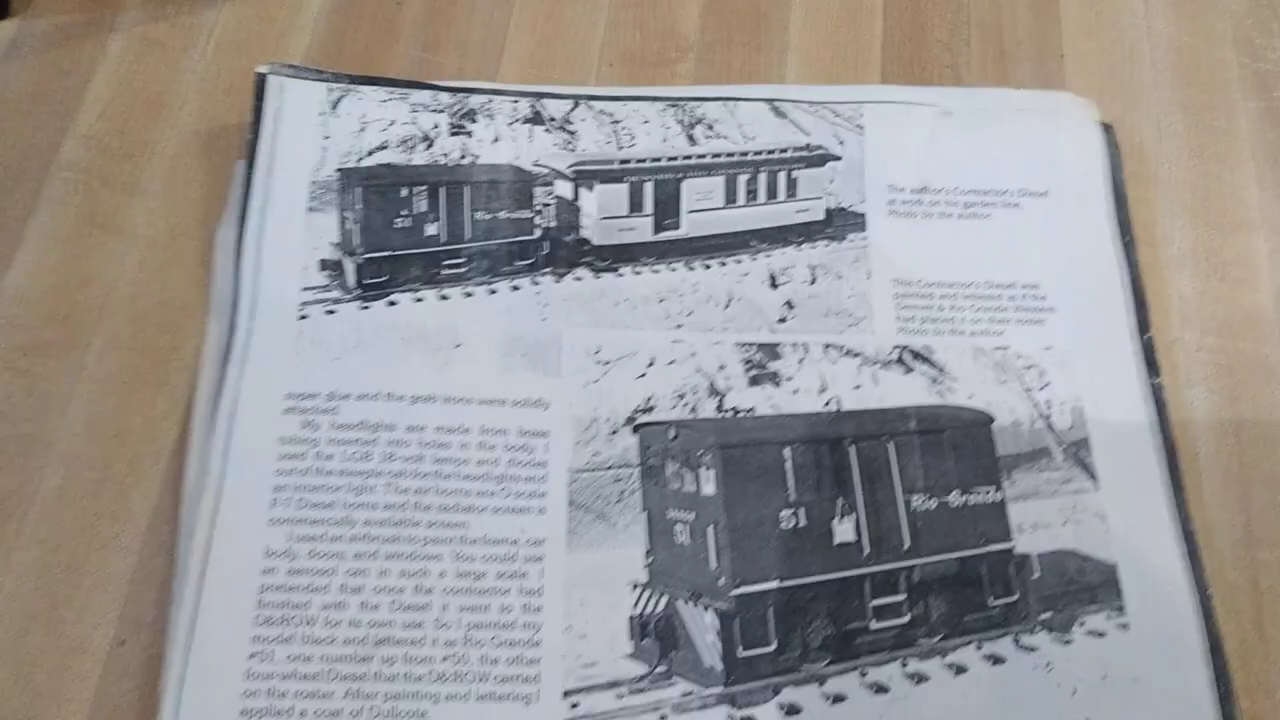 51
Rio Grande
The author's Contractor's Diesel
at work on his garden line.
Photo by the author.
This Contractor's Diesel was
painted and lettered as if the
Denver & Rio Grande Western
had placed it on their roster.
Photo by the author.
super glue and the grab irons were solidly
attached.
My headlights are made from brass
tubing inserted into holes in the body. I
used the LGB 18-volt lamps and diodes
out of the
an interior light. The air horns are O scale
F-7 Diesel horns and the radiator screen is
commercially available screen.
I used an airbrush to paint the frame, car
body, doors, and windows. You could use
an aerosol can in such a large scale. I
pretended that once the contractor had
finished with the Diesel it went to the
D&RGW for its own use. So I painted my
model black and lettered it as Rio Grande
#51, one number up from #50, the other
four-wheel Diesel that the D&RGW carried
on the roster. After painting and lettering I
applied a coat of Dullcote.
51
51
Rio Grande